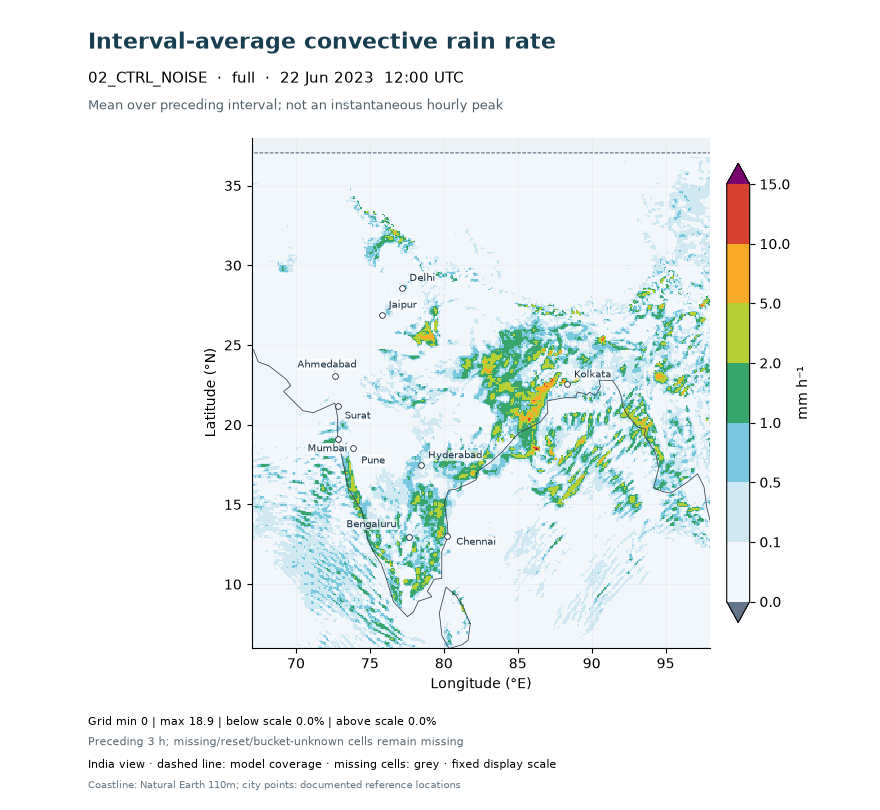 Interval-average convective rain rate
02_CTRL_NOISE · full · 22 Jun 2023 12:00 UTC
Mean over preceding interval; not an instantaneous hourly peak
35
30
25
20
15
10
Latitude (°N)
70 75 80 85 90 95
Longitude (°E)
Delhi
Jaipur
Ahmedabad
Kolkata
Surat
Mumbai
Pune
Hyderabad
Bengaluru
Chennai
15.0
10.0
5.0
2.0
1.0
0.5
0.1
0.0
mm h⁻¹
Grid min 0 | max 18.9 | below scale 0.0% | above scale 0.0%
Preceding 3 h; missing/reset/bucket-unknown cells remain missing
India view · dashed line: model coverage · missing cells: grey · fixed display scale
Coastline: Natural Earth 110m; city points: documented reference locations